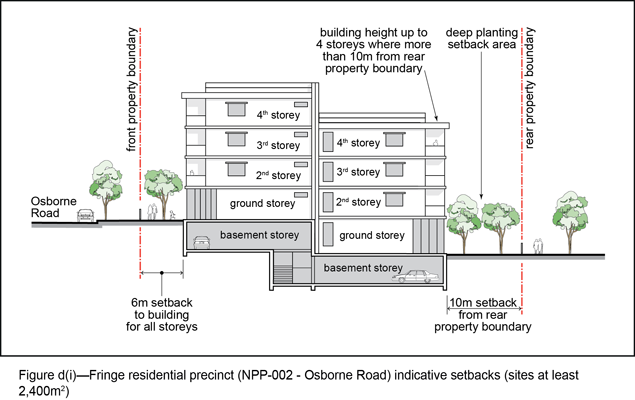 front property boundary
building height up to
4 storeys where more
than 10m from rear
property boundary
deep planting
setback area
rear property boundary
4th storey
3rd storey
2nd storey
ground storey
basement storey
4th storey
3rd storey
2nd storey
ground storey
basement storey
Osborne
Road
6m setback
to building
for all storeys
10m setback
from rear
property boundary
Figure d(i)—Fringe residential precinct (NPP-002 - Osborne Road) indicative setbacks (sites at least
2,400m²)